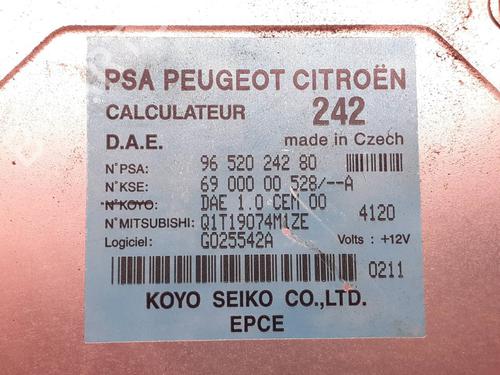 PSA PEUGEOT CITROËN
CALCULATEUR 242
D.A.E. made in Czech
N°PSA: 96 520 242 80
N°KSE: 69 000 00 528/--A
N°KOYO: DAE 1.0 CEM 00
N°MITSUBISHI: Q1T19074M1ZE 4120
Logiciel: G025542A Volts : +12V
0211
KOYO SEIKO CO.,LTD.
EPCE